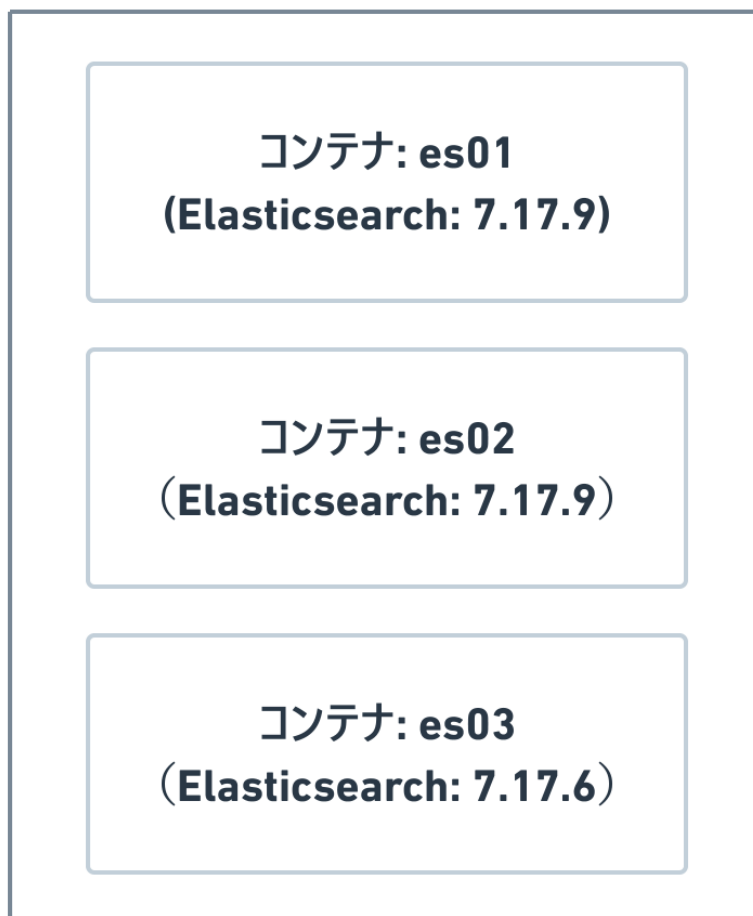 コンテナ: es01
(Elasticsearch: 7.17.9)
コンテナ: es02
（Elasticsearch: 7.17.9）
コンテナ: es03
（Elasticsearch: 7.17.6）